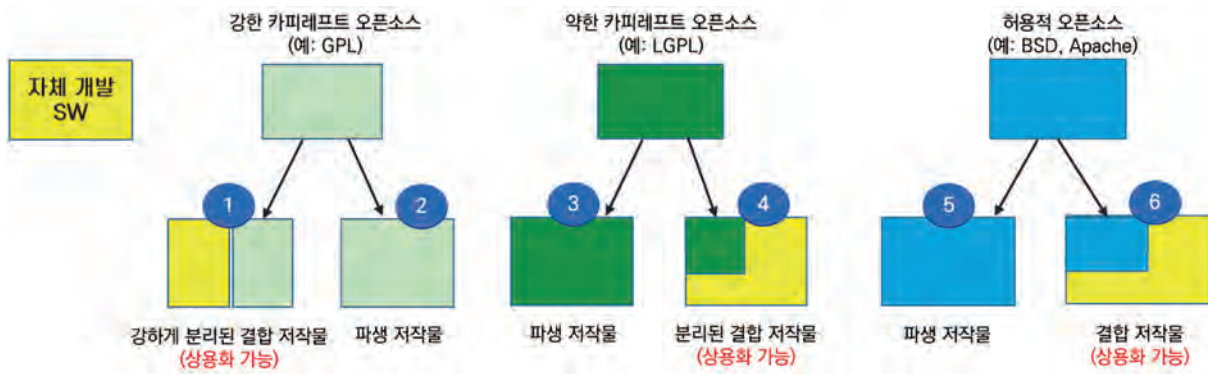 강한 카피레프트 오픈소스
(예: GPL)
약한 카피레프트 오픈소스
(예: LGPL)
허용적 오픈소스
(예: BSD, Apache)
자체 개발
SW
1
2
3
4
5
6
강하게 분리된 결합 저작물
(상용화 가능)
파생 저작물
파생 저작물
분리된 결합 저작물
(상용화 가능)
파생 저작물
결합 저작물
(상용화 가능)